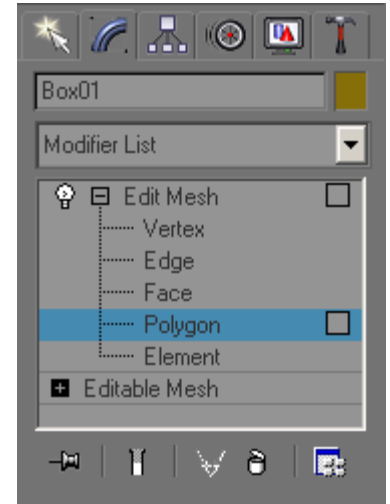 Box01
Modifier List
Edit Mesh
Vertex
Edge
Face
Polygon
Element
Editable Mesh